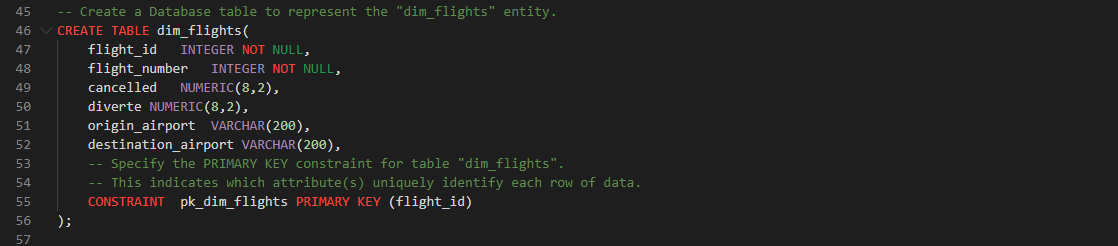 45 -- Create a Database table to represent the "dim_flights" entity.
46 CREATE TABLE dim_flights(
47 flight_id INTEGER NOT NULL,
48 flight_number INTEGER NOT NULL,
49 cancelled NUMERIC(8,2),
50 diverte NUMERIC(8,2),
51 origin_airport VARCHAR(200),
52 destination_airport VARCHAR(200),
53 -- Specify the PRIMARY KEY constraint for table "dim_flights".
54 -- This indicates which attribute(s) uniquely identify each row of data.
55 CONSTRAINT pk_dim_flights PRIMARY KEY (flight_id)
56 );
57